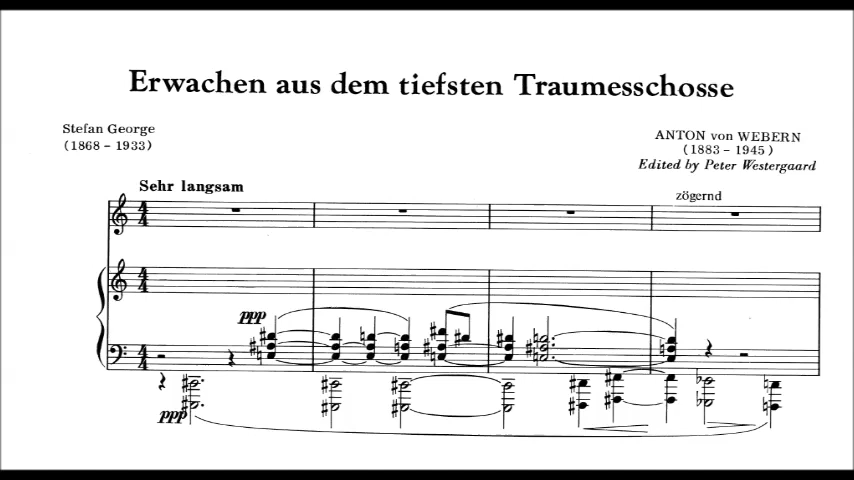 Erwachen aus dem tiefsten Traumesschosse
Stefan George
(1868 - 1933)
ANTON von WEBERN
(1883 - 1945)
Edited by Peter Westergaard
Sehr langsam
zögernd
ppp
ppp